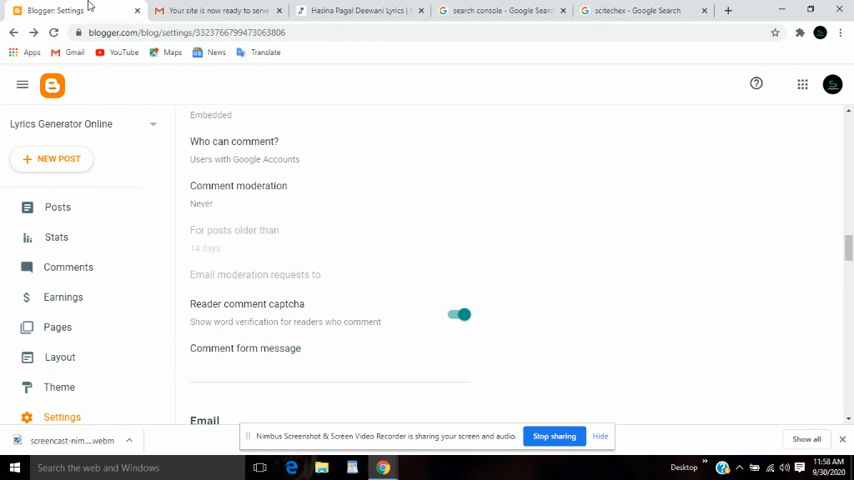 Blogger: Settings
Your site is now ready to serve
Hasina Pagal Deewani Lyrics |
search console - Google Sear
scitechex - Google Search
blogger.com/blog/settings/3323766799473063806
Apps
Gmail
YouTube
Maps
News
Translate
Lyrics Generator Online
+ NEW POST
Posts
Stats
Comments
Earnings
Pages
Layout
Theme
Settings
Embedded
Who can comment?
Users with Google Accounts
Comment moderation
Never
For posts older than
14 days
Email moderation requests to
Reader comment captcha
Show word verification for readers who comment
Comment form message
Email
screencast-nim....webm
Nimbus Screenshot & Screen Video Recorder is sharing your screen and audio.
Stop sharing
Hide
Show all
Search the web and Windows
Desktop
11:58 AM
9/30/2020